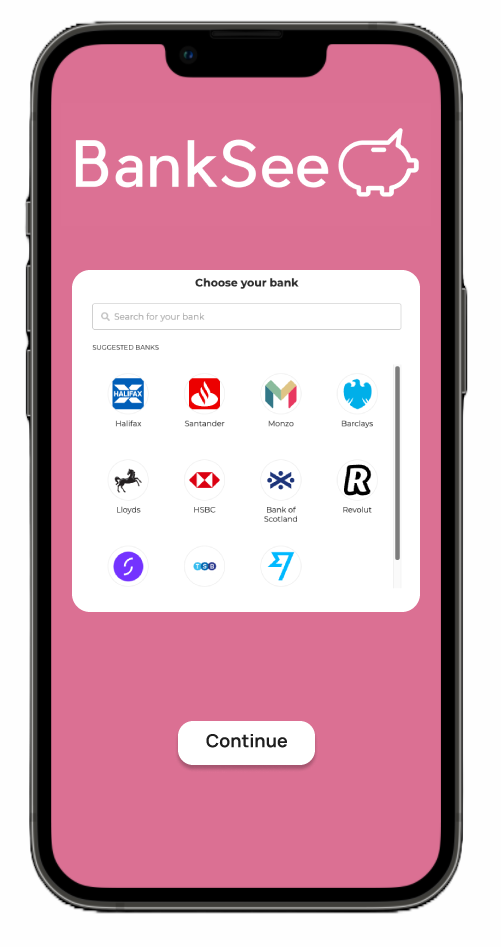 BankSee
Choose your bank
Search for your bank
SUGGESTED BANKS
HALIFAX
Halifax Santander Monzo Barclays
Lloyds HSBC Bank of Scotland Revolut
TSB
Continue